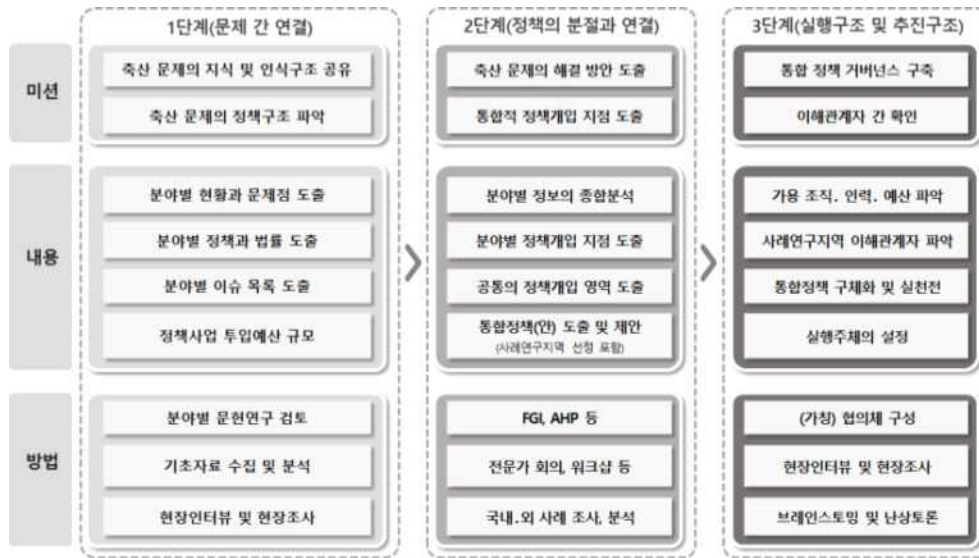 1단계(문제 간 연결)
2단계(정책의 분절과 연결)
3단계(실행구조 및 추진구조)
미션
축산 문제의 지식 및 인식구조 공유
축산 문제의 정책구조 파악
축산 문제의 해결 방안 도출
통합적 정책개입 지점 도출
통합 정책 거버넌스 구축
이해관계자 간 확인
내용
분야별 현황과 문제점 도출
분야별 정책과 법률 도출
분야별 이슈 목록 도출
정책사업 투입예산 규모
분야별 정보의 종합분석
분야별 정책개입 지점 도출
공통의 정책개입 영역 도출
통합정책(안) 도출 및 제안
(사례연구지역 선정 포함)
가용 조직. 인력. 예산 파악
사례연구지역 이해관계자 파악
통합정책 구체화 및 실천전
실행주체의 설정
방법
분야별 문헌연구 검토
기초자료 수집 및 분석
현장인터뷰 및 현장조사
FGI, AHP 등
전문가 회의, 워크샵 등
국내.외 사례 조사, 분석
(가칭) 협의체 구성
현장인터뷰 및 현장조사
브레인스토밍 및 난상토론